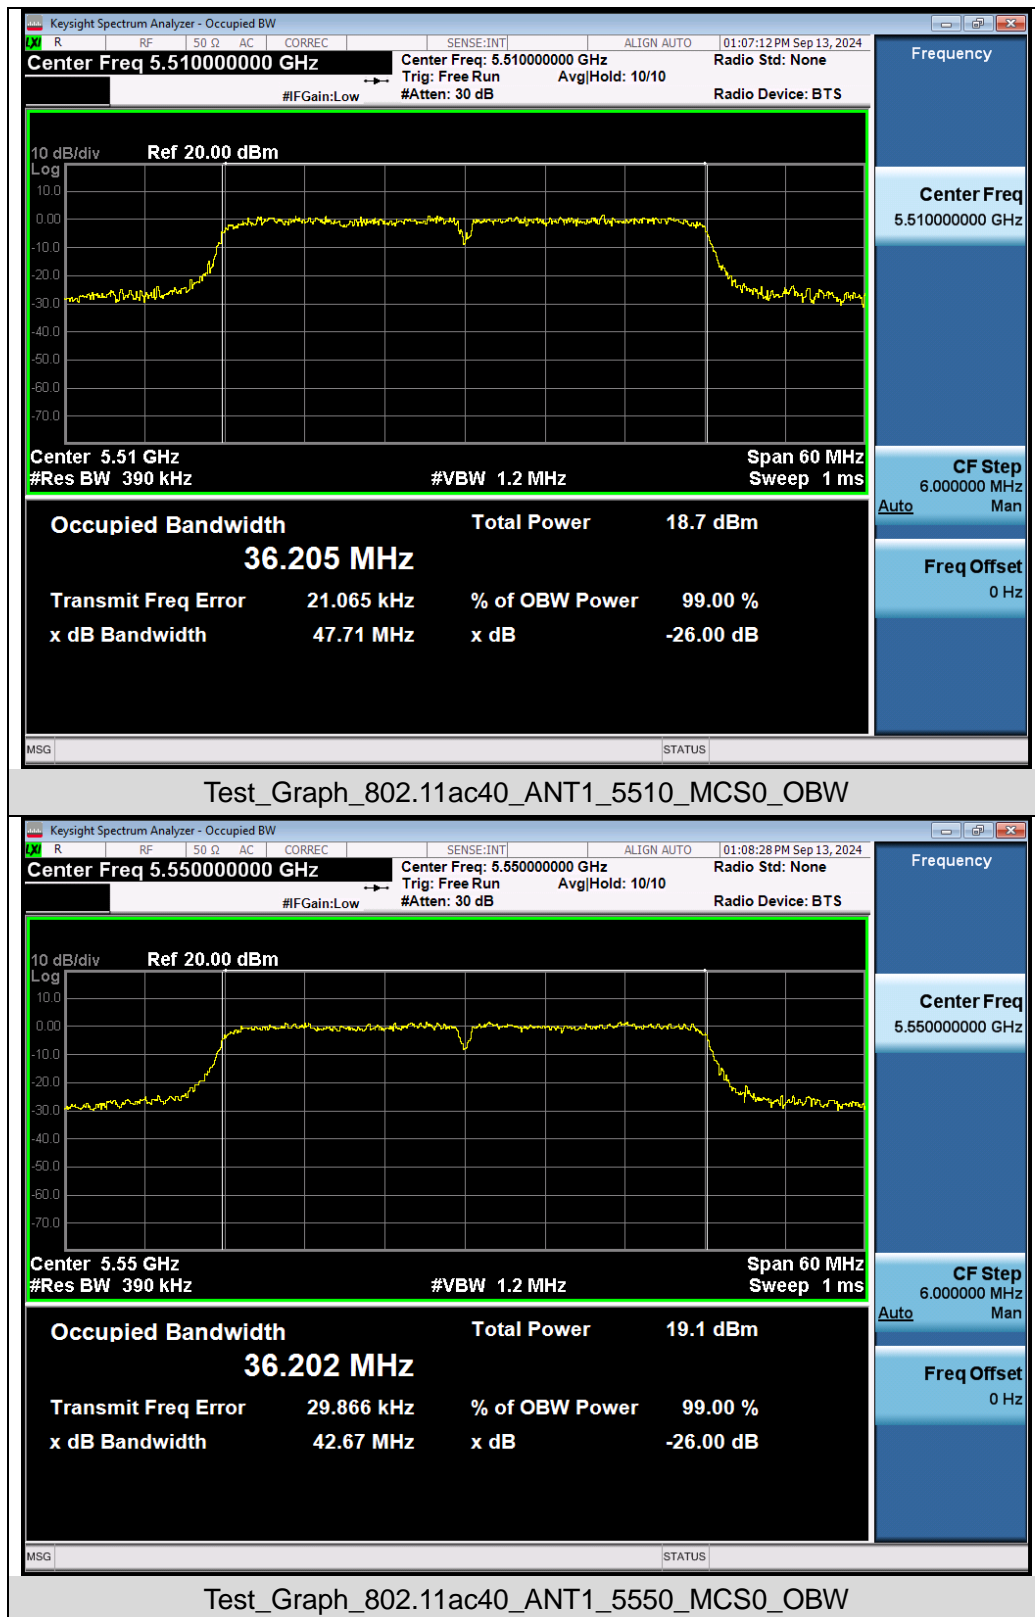 Keysight Spectrum Analyzer - Occupied BW
LXI R RF 50 Ω AC CORREC SENSE:INT ALIGN AUTO 01:07:12 PM Sep 13, 2024
Center Freq 5.510000000 GHz
Center Freq: 5.510000000 GHz Radio Std: None
Trig: Free Run Avg|Hold: 10/10
#IFGain:Low #Atten: 30 dB Radio Device: BTS
Frequency
10 dB/div Ref 20.00 dBm
Log
10.0
0.00
-10.0
-20.0
-30.0
-40.0
-50.0
-60.0
-70.0
Center 5.51 GHz Span 60 MHz
#Res BW 390 kHz #VBW 1.2 MHz Sweep 1 ms
Center Freq
5.510000000 GHz
CF Step
6.000000 MHz
Auto Man
Freq Offset
0 Hz
Occupied Bandwidth Total Power 18.7 dBm
36.205 MHz
Transmit Freq Error 21.065 kHz % of OBW Power 99.00 %
x dB Bandwidth 47.71 MHz x dB -26.00 dB
MSG STATUS
Test_Graph_802.11ac40_ANT1_5510_MCS0_OBW
Keysight Spectrum Analyzer - Occupied BW
LXI R RF 50 Ω AC CORREC SENSE:INT ALIGN AUTO 01:08:28 PM Sep 13, 2024
Center Freq 5.550000000 GHz
Center Freq: 5.550000000 GHz Radio Std: None
Trig: Free Run Avg|Hold: 10/10
#IFGain:Low #Atten: 30 dB Radio Device: BTS
Frequency
10 dB/div Ref 20.00 dBm
Log
10.0
0.00
-10.0
-20.0
-30.0
-40.0
-50.0
-60.0
-70.0
Center 5.55 GHz Span 60 MHz
#Res BW 390 kHz #VBW 1.2 MHz Sweep 1 ms
Center Freq
5.550000000 GHz
CF Step
6.000000 MHz
Auto Man
Freq Offset
0 Hz
Occupied Bandwidth Total Power 19.1 dBm
36.202 MHz
Transmit Freq Error 29.866 kHz % of OBW Power 99.00 %
x dB Bandwidth 42.67 MHz x dB -26.00 dB
MSG STATUS
Test_Graph_802.11ac40_ANT1_5550_MCS0_OBW